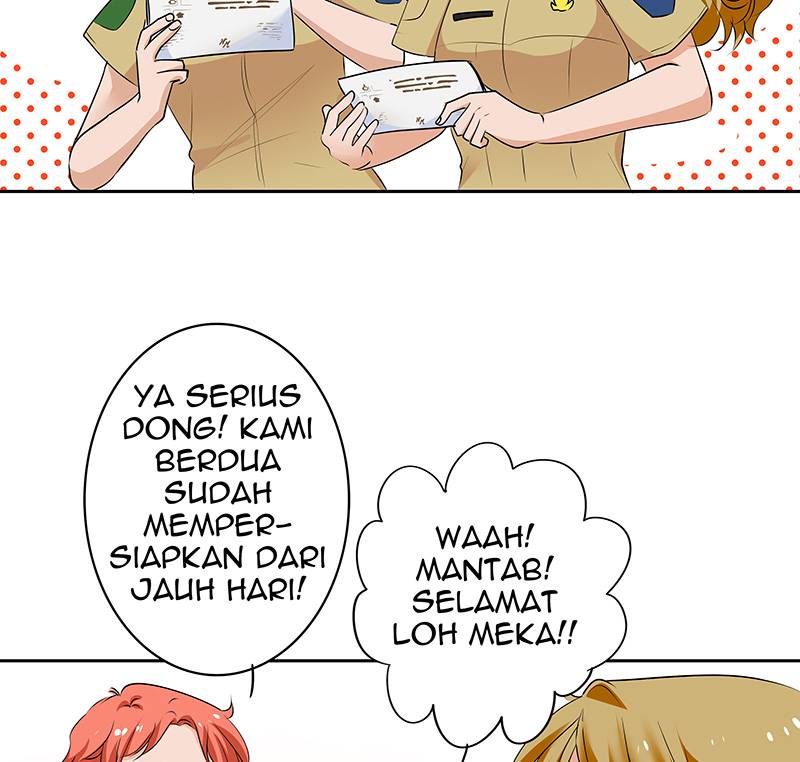 YA SERIUS
DONG! KAMI
BERDUA
SUDAH
MEMPER-
SIAPKAN DARI
JAUH HARI!
WAAH!
MANTAB!
SELAMAT
LOH MEKA!!